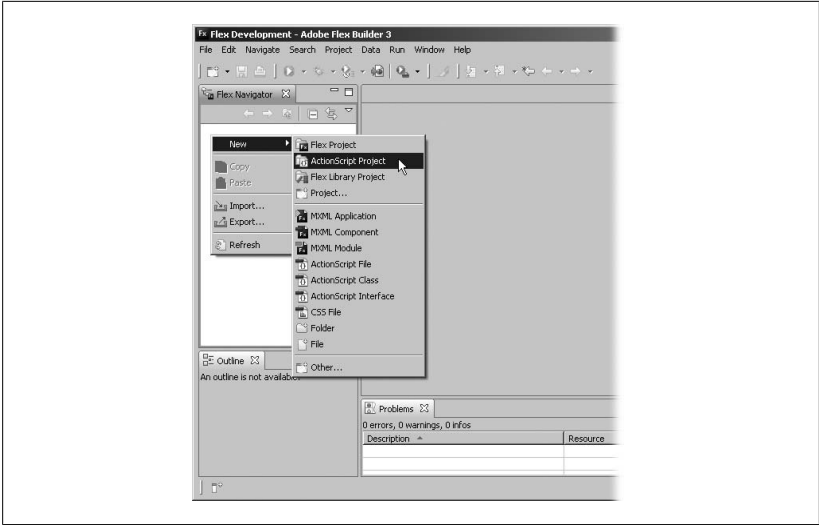 Fx Flex Development - Adobe Flex Builder 3
File Edit Navigate Search Project Data Run Window Help
Flex Navigator
New
Copy
Paste
Import...
Export...
Refresh
Flex Project
ActionScript Project
Flex Library Project
Project...
MXML Application
MXML Component
MXML Module
ActionScript File
ActionScript Class
ActionScript Interface
CSS File
Folder
File
Other...
Outline
An outline is not available.
Problems
0 errors, 0 warnings, 0 infos
Description Resource